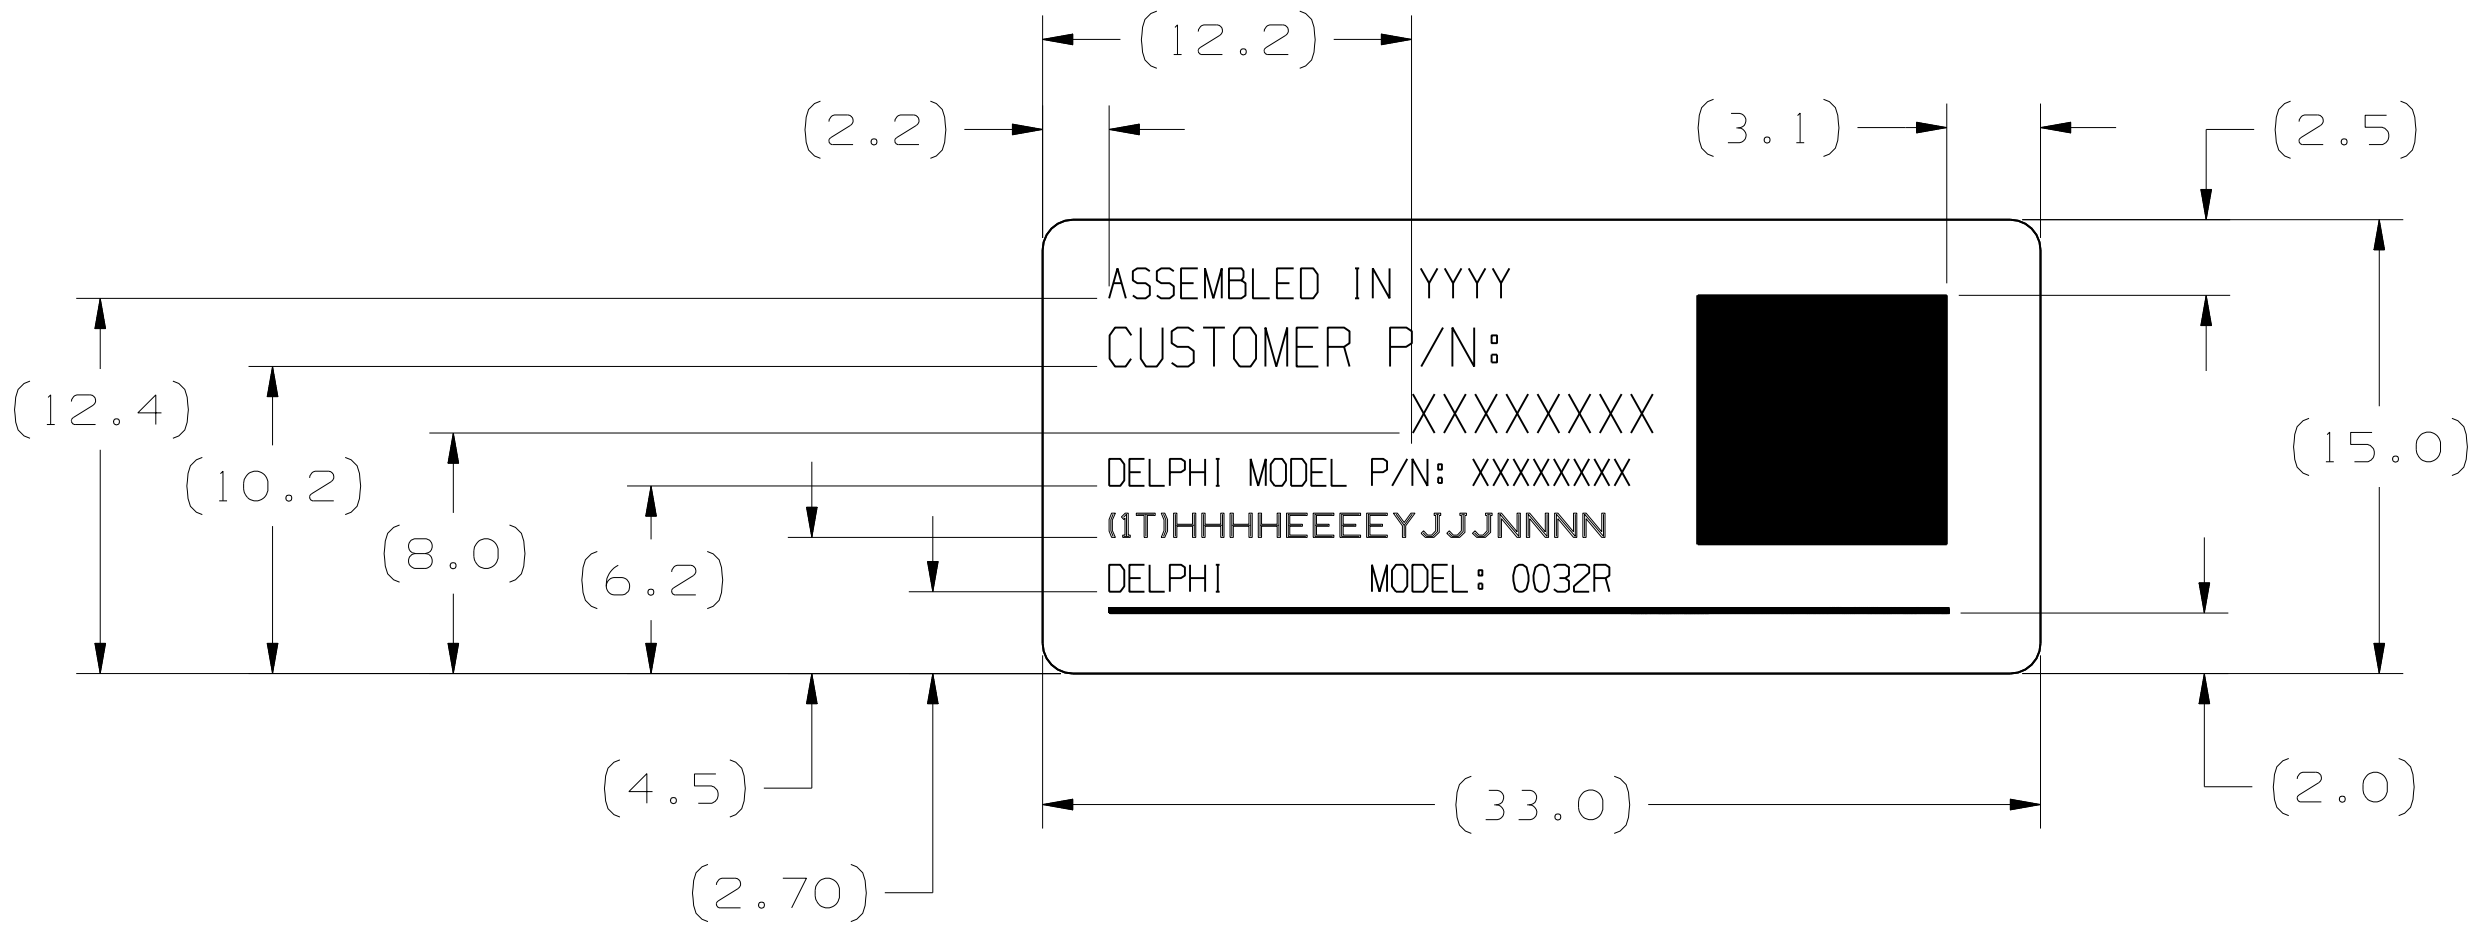 (12.2)
(2.2)
(3.1)
(2.5)
ASSEMBLED IN YYYY
CUSTOMER P/N:
XXXXXXXX
(12.4)
(15.0)
DELPHI MODEL P/N: XXXXXXXX
(10.2)
(1T)HHHHEEEEYJJJNNNN
(8.0)
(6.2)
DELPHI MODEL: 0032R
(4.5)
(33.0)
(2.0)
(2.70)